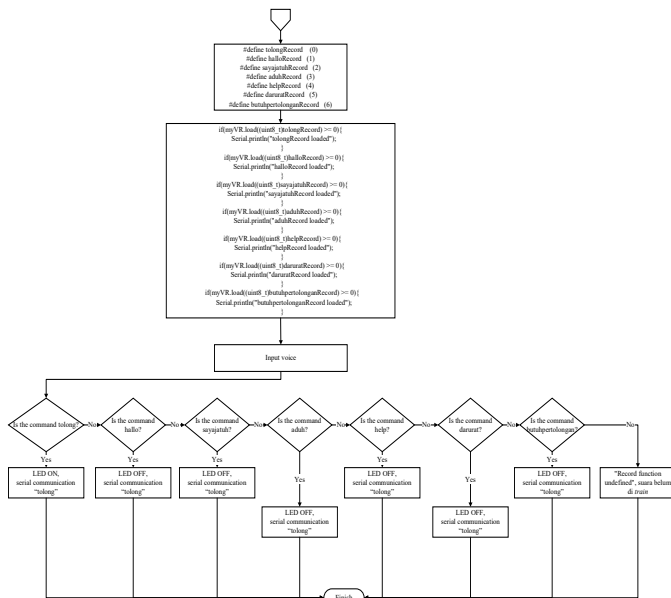 #define tolongRecord (0)
#define halloRecord (1)
#define sayajatuhRecord (2)
#define aduhRecord (3)
#define helpRecord (4)
#define daruratRecord (5)
#define butuhpertolonganRecord (6)
if(myVR.load((uint8_t)tolongRecord) >= 0){
Serial.println("tolongRecord loaded");
}
if(myVR.load((uint8_t)halloRecord) >= 0){
Serial.println("halloRecord loaded");
}
if(myVR.load((uint8_t)sayajatuhRecord) >= 0){
Serial.println("sayajatuhRecord loaded");
}
if(myVR.load((uint8_t)aduhRecord) >= 0){
Serial.println("aduhRecord loaded");
}
if(myVR.load((uint8_t)helpRecord) >= 0){
Serial.println("helpRecord loaded");
}
if(myVR.load((uint8_t)daruratRecord) >= 0){
Serial.println("daruratRecord loaded");
}
if(myVR.load((uint8_t)butuhpertolonganRecord) >= 0){
Serial.println("butuhpertolonganRecord loaded");
}
Input voice
Is the command tolong?
No
Is the command
hallo?
No
Is the command
sayajatuh?
No
Is the command
aduh?
No
Is the command
help?
No
Is the command
darurat?
No
Is the command
butuhpertolongan?
No
Yes
LED ON,
serial communication
“tolong”
Yes
LED OFF,
serial communication
“tolong”
Yes
LED OFF,
serial communication
“tolong”
Yes
LED OFF,
serial communication
“tolong”
Yes
LED OFF,
serial communication
“tolong”
Yes
LED OFF,
serial communication
“tolong”
Yes
LED OFF,
serial communication
“tolong”
"Record function
undefined", suara belum
di train
Finish